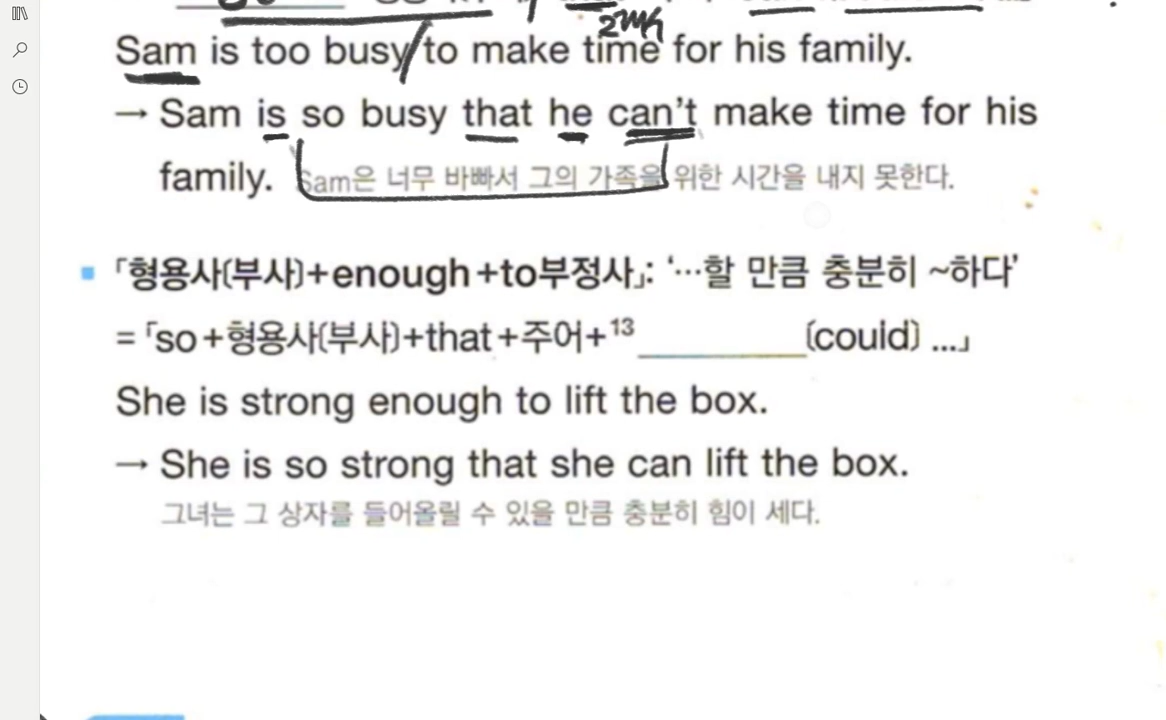 Sam is too busy/to make time for his family.
→ Sam is so busy that he can't make time for his
family. Sam은 너무 바빠서 그의 가족을 위한 시간을 내지 못한다.
「형용사(부사)+enough+to부정사」: ‘…할 만큼 충분히 ~하다’
=「so+형용사(부사)+that+주어+13 ________(could) ...」
She is strong enough to lift the box.
→ She is so strong that she can lift the box.
그녀는 그 상자를 들어올릴 수 있을 만큼 충분히 힘이 세다.